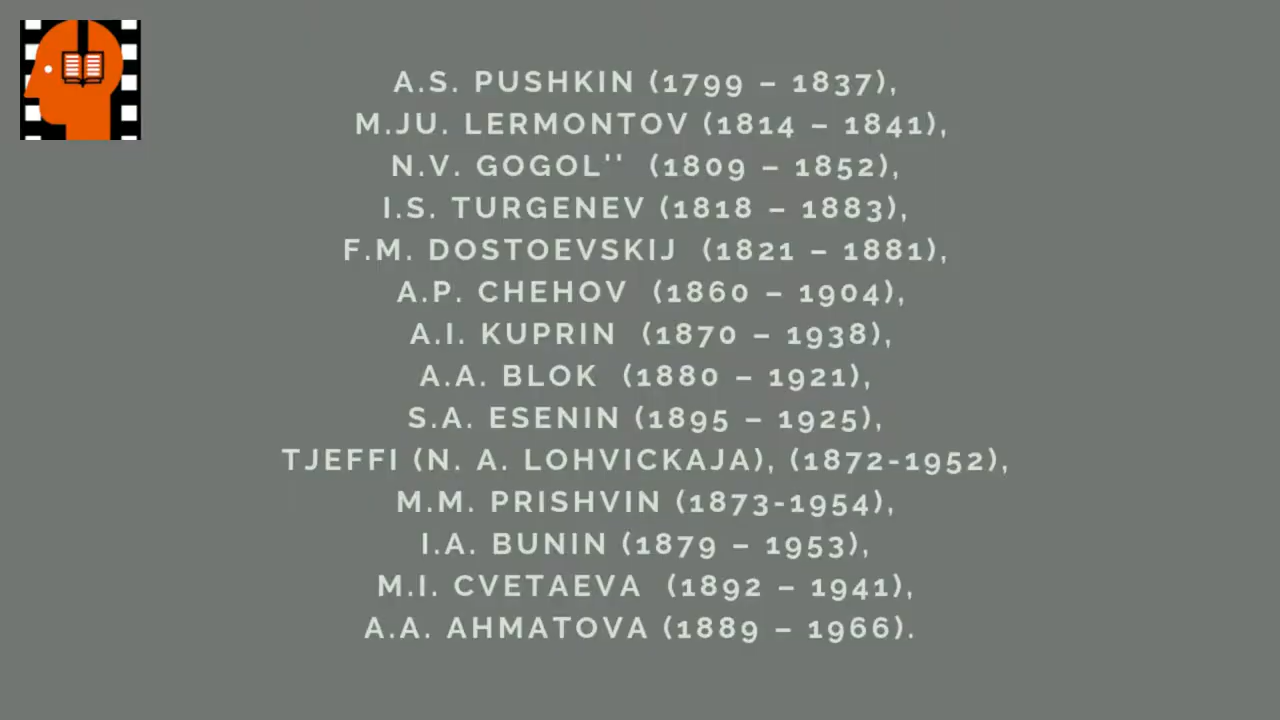 A.S. PUSHKIN (1799 – 1837),
M.JU. LERMONTOV (1814 – 1841),
N.V. GOGOL'' (1809 – 1852),
I.S. TURGENEV (1818 – 1883),
F.M. DOSTOEVSKIJ (1821 – 1881),
A.P. CHEHOV (1860 – 1904),
A.I. KUPRIN (1870 – 1938),
A.A. BLOK (1880 – 1921),
S.A. ESENIN (1895 – 1925),
TJEFFI (N. A. LOHVICKAJA), (1872-1952),
M.M. PRISHVIN (1873-1954),
I.A. BUNIN (1879 – 1953),
M.I. CVETAEVA (1892 – 1941),
A.A. AHMATOVA (1889 – 1966).